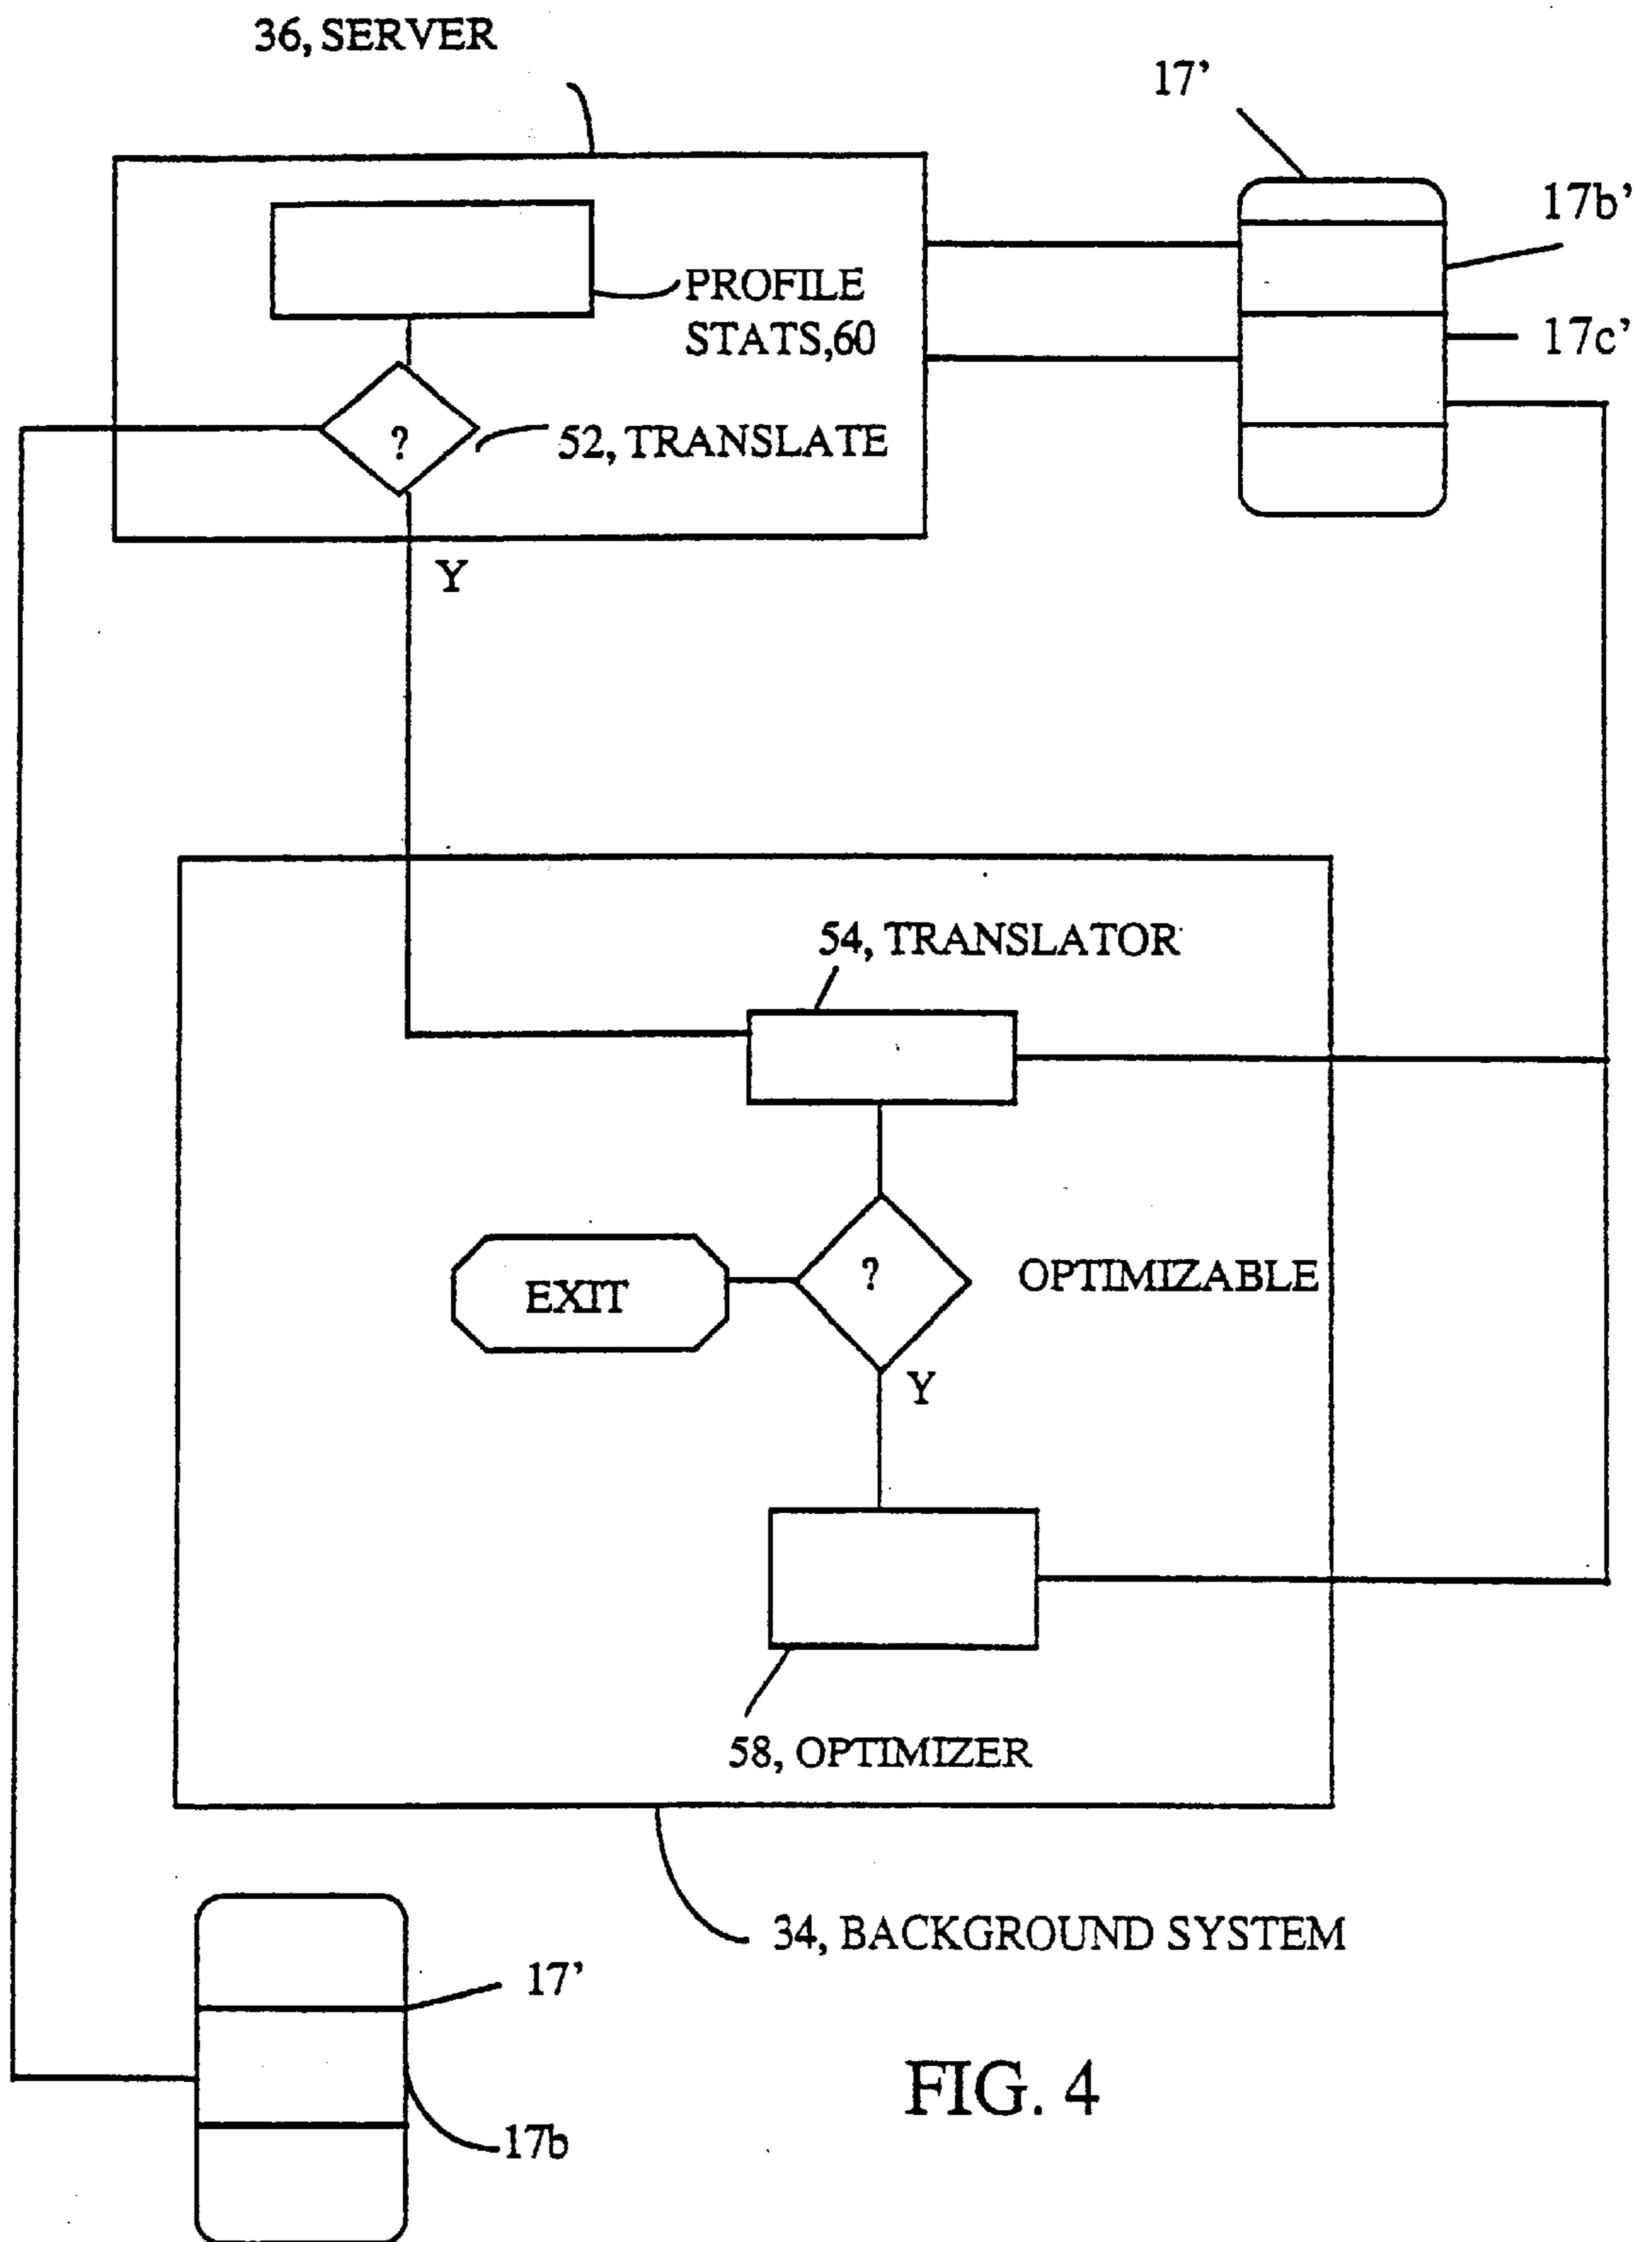 36, SERVER
17’
17b’
PROFILE
STATS,60
17c’
?
52, TRANSLATE
Y
54, TRANSLATOR
?
OPTIMIZABLE
EXIT
Y
58, OPTIMIZER
34, BACKGROUND SYSTEM
17’
FIG. 4
17b